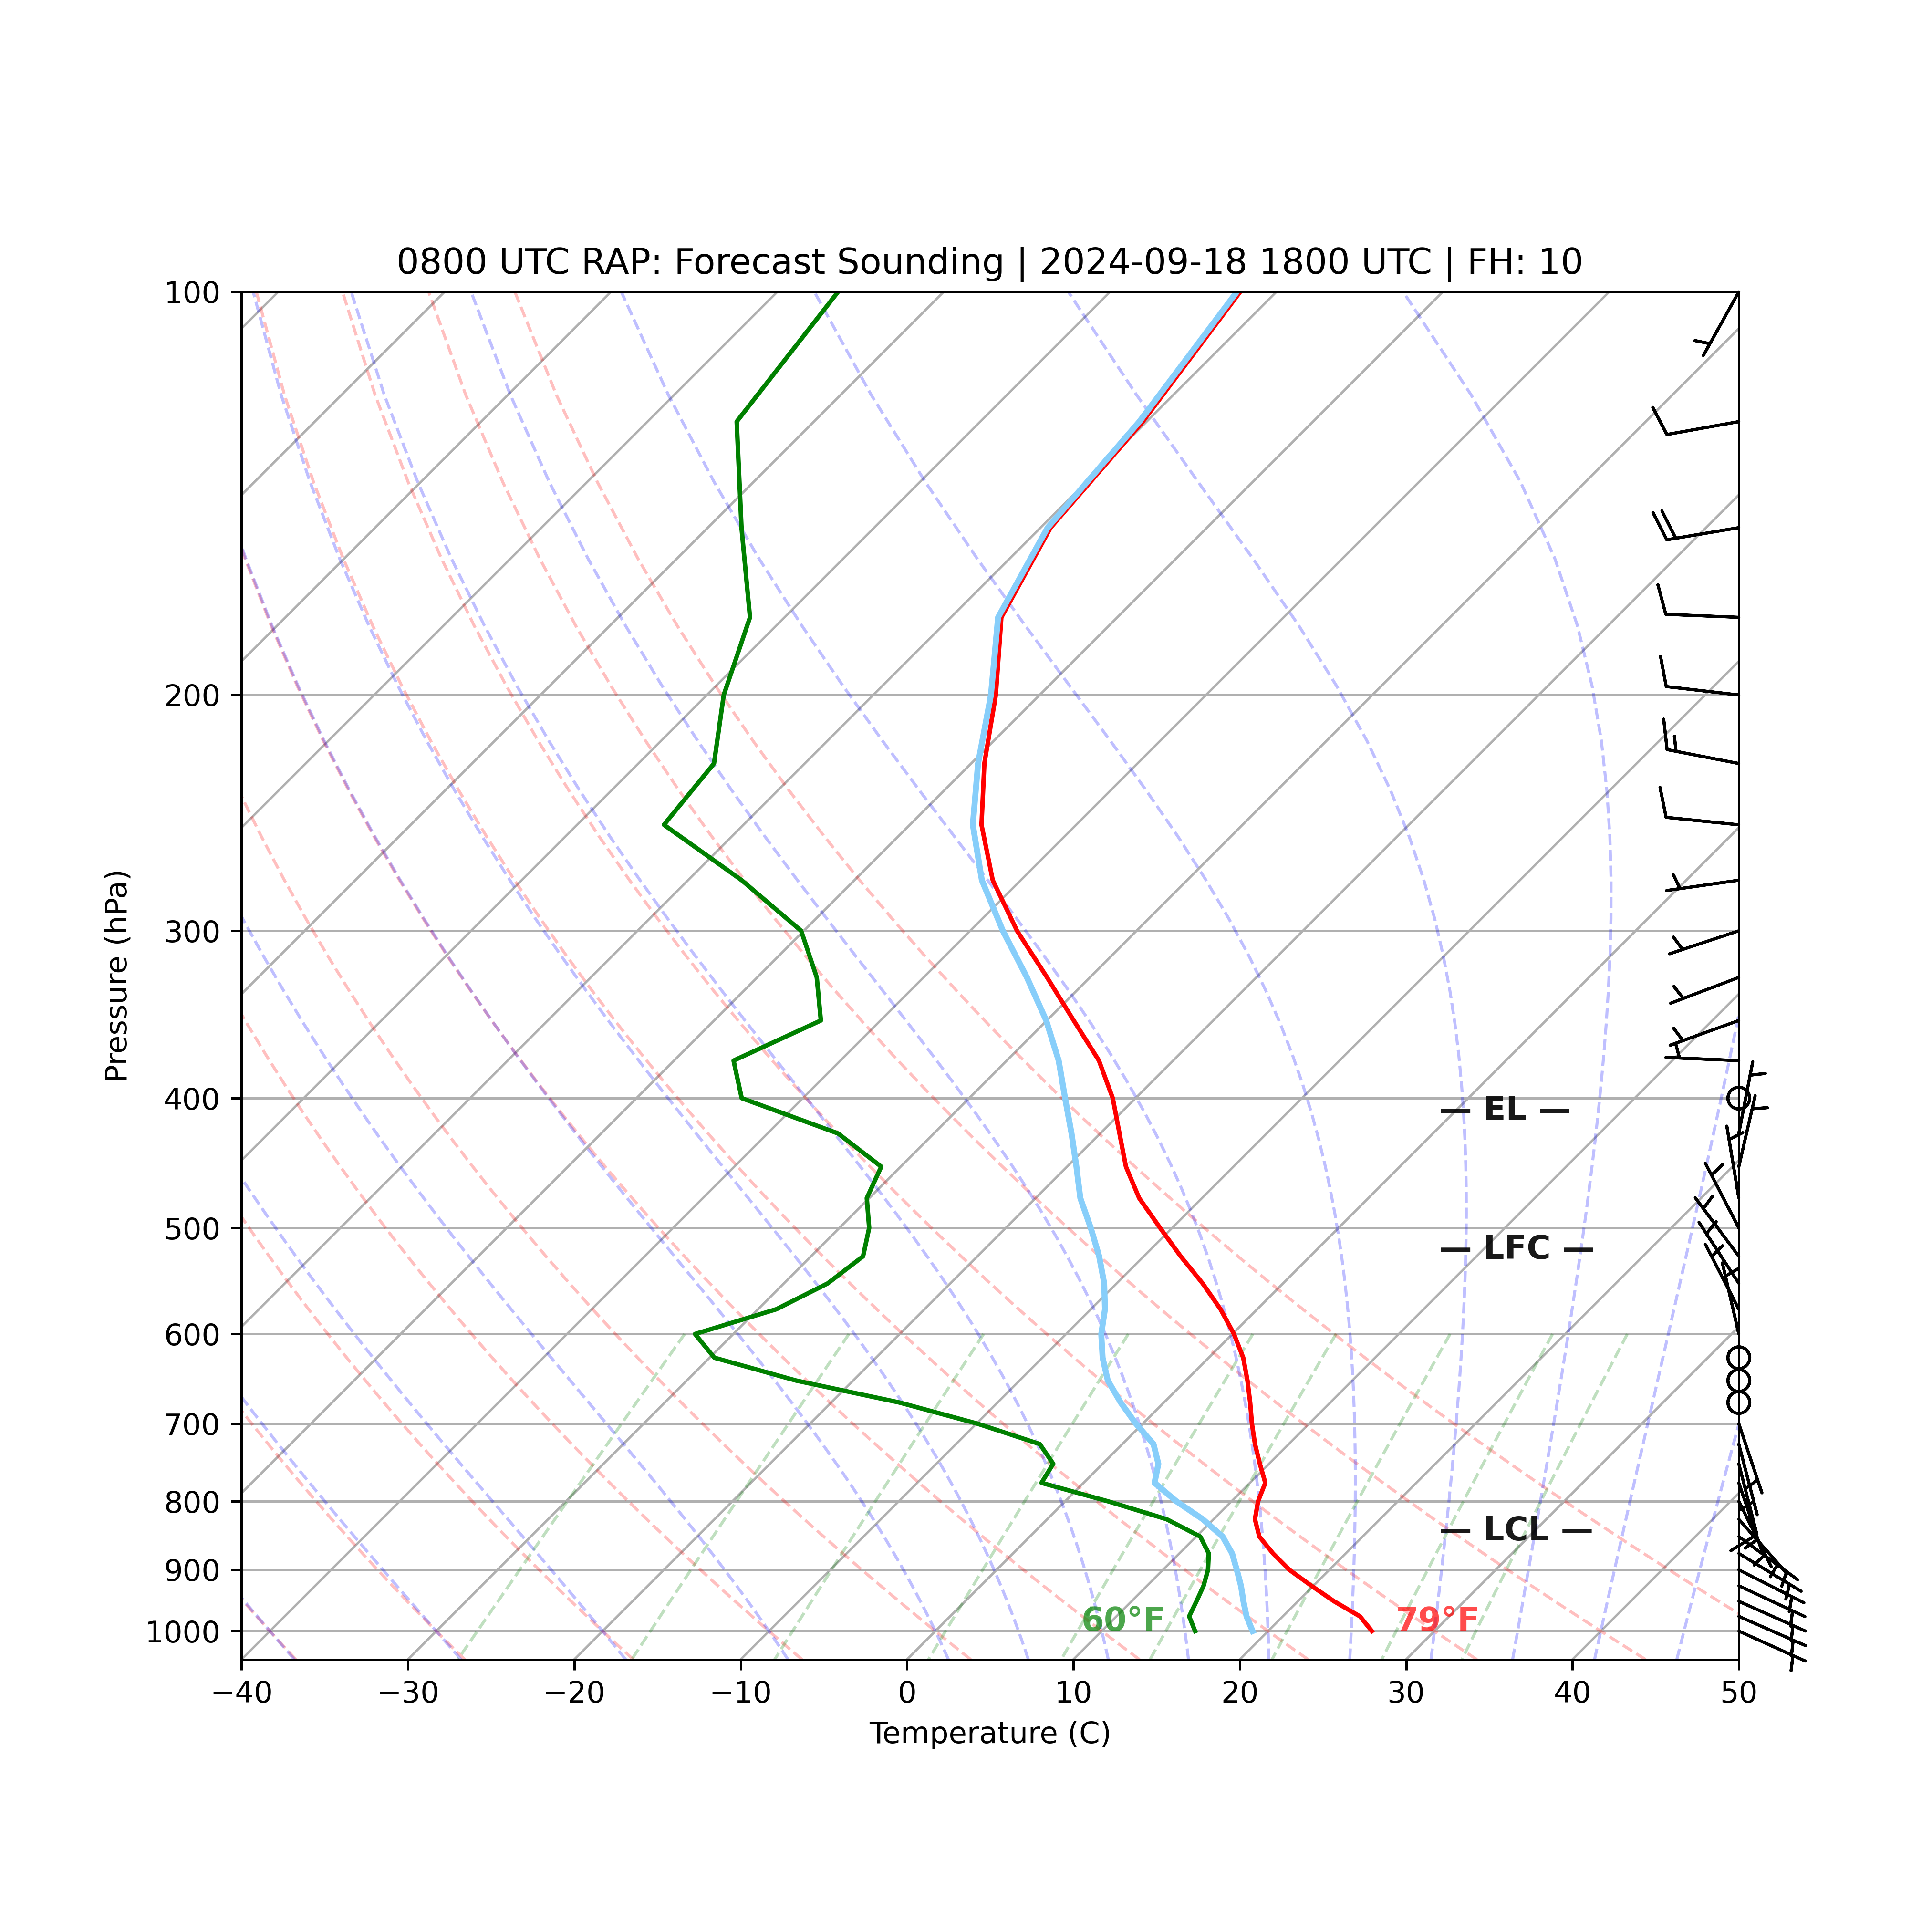 0800 UTC RAP: Forecast Sounding | 2024-09-18 1800 UTC | FH: 10
100
200
300
400
500
600
700
800
900
1000
Pressure (hPa)
— EL —
— LFC —
— LCL —
60°F
79°F
−40 −30 −20 −10 0 10 20 30 40 50
Temperature (C)